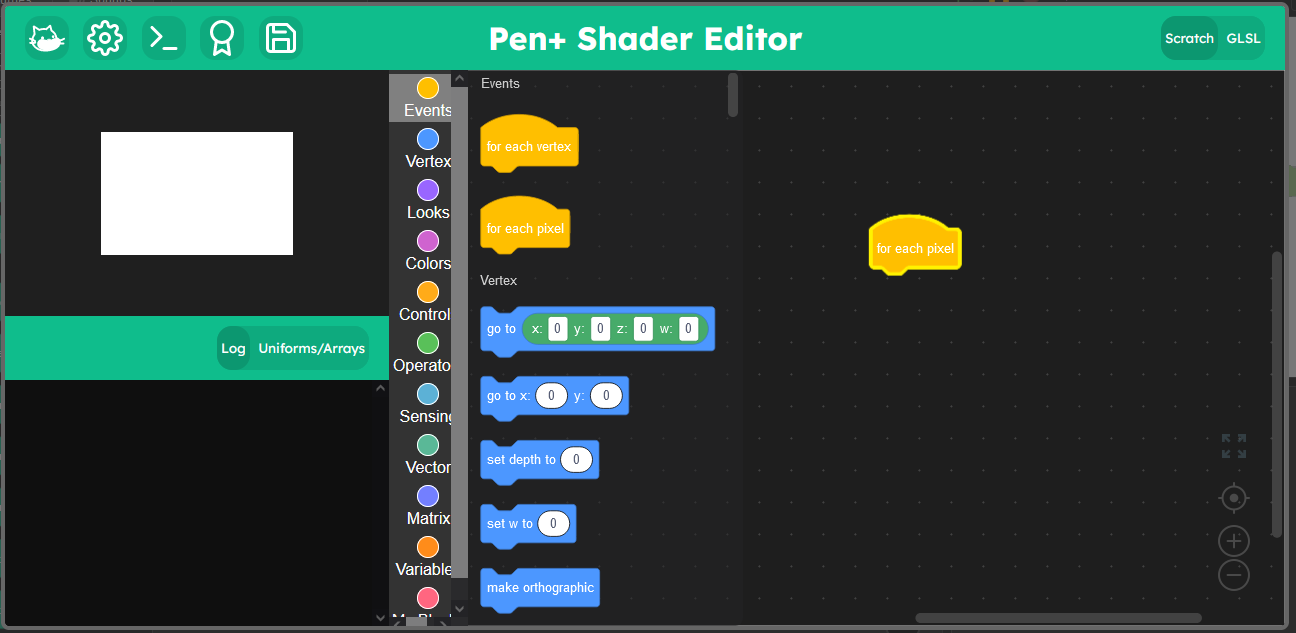 Pen+ Shader Editor
Scratch GLSL
Log Uniforms/Arrays
Events
Vertex
Looks
Colors
Control
Operato
Sensing
Vector
Matrix
Variable
Events
for each vertex
for each pixel
Vertex
go to x: 0 y: 0 z: 0 w: 0
go to x: 0 y: 0
set depth to 0
set w to 0
make orthographic
for each pixel